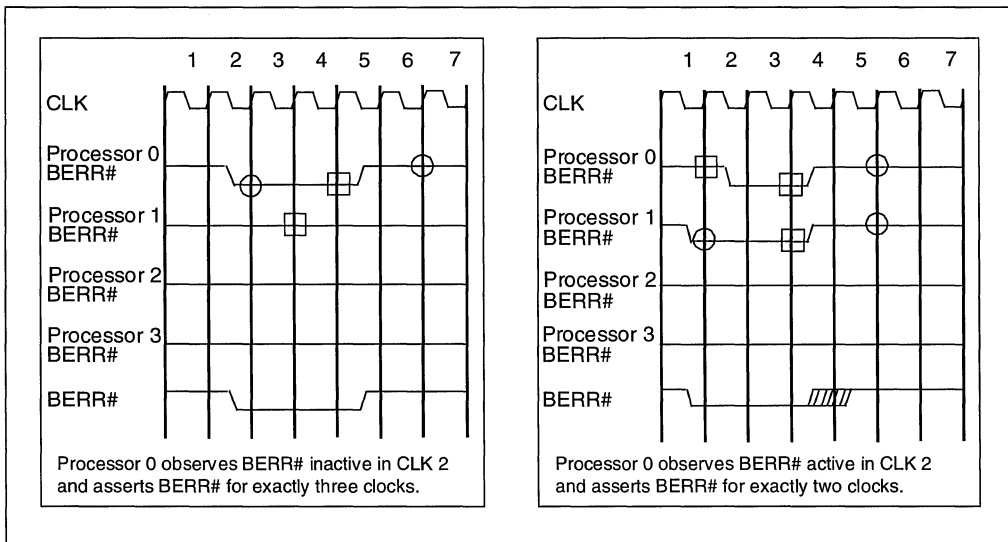 1 2 3 4 5 6 7
CLK
Processor 0
BERR#
Processor 1
BERR#
Processor 2
BERR#
Processor 3
BERR#
BERR#
Processor 0 observes BERR# inactive in CLK 2
and asserts BERR# for exactly three clocks.
1 2 3 4 5 6 7
CLK
Processor 0
BERR#
Processor 1
BERR#
Processor 2
BERR#
Processor 3
BERR#
BERR#
Processor 0 observes BERR# active in CLK 2
and asserts BERR# for exactly two clocks.